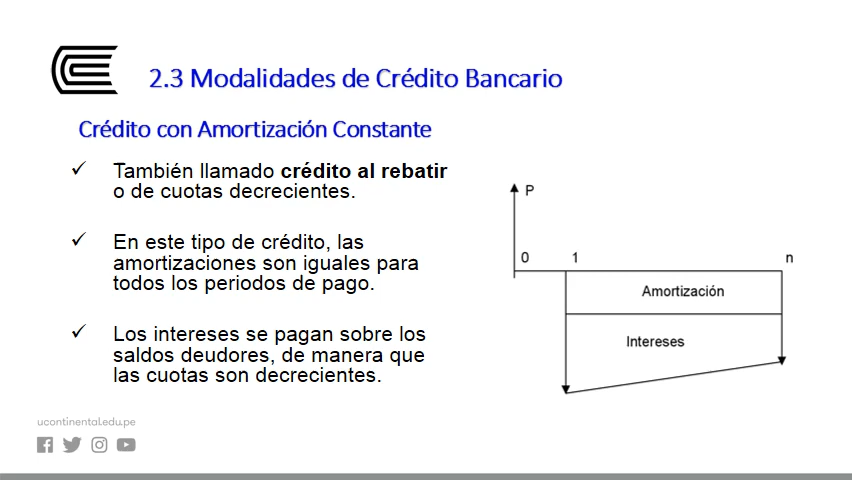 2.3 Modalidades de Crédito Bancario
Crédito con Amortización Constante
✓ También llamado crédito al rebatir
o de cuotas decrecientes.
✓ En este tipo de crédito, las
amortizaciones son iguales para
todos los periodos de pago.
✓ Los intereses se pagan sobre los
saldos deudores, de manera que
las cuotas son decrecientes.
P
0 1 n
Amortización
Intereses
ucontinental.edu.pe